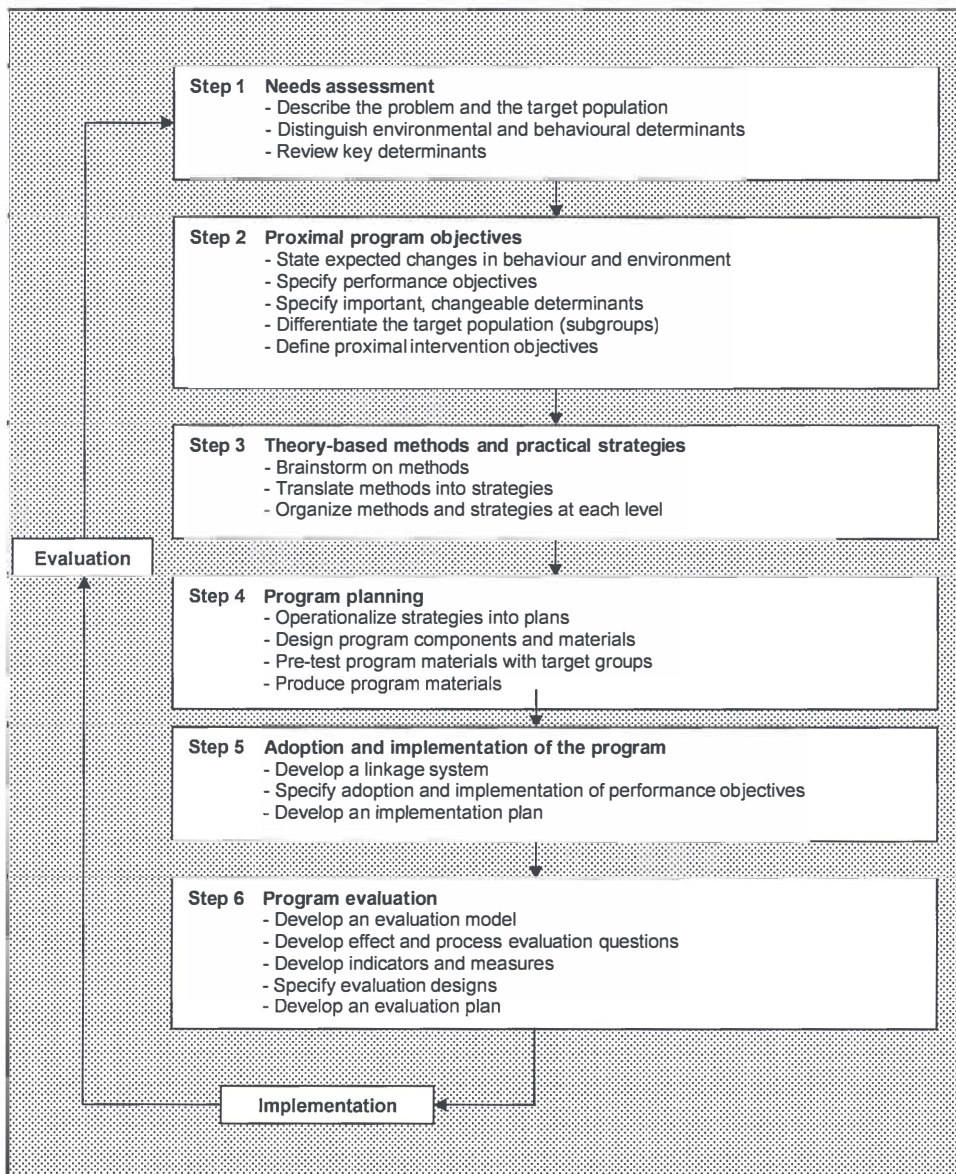 Step 1 Needs assessment
- Describe the problem and the target population
- Distinguish environmental and behavioural determinants
- Review key determinants
Step 2 Proximal program objectives
- State expected changes in behaviour and environment
- Specify performance objectives
- Specify important, changeable determinants
- Differentiate the target population (subgroups)
- Define proximal intervention objectives
Step 3 Theory-based methods and practical strategies
- Brainstorm on methods
- Translate methods into strategies
- Organize methods and strategies at each level
Evaluation
Step 4 Program planning
- Operationalize strategies into plans
- Design program components and materials
- Pre-test program materials with target groups
- Produce program materials
Step 5 Adoption and implementation of the program
- Develop a linkage system
- Specify adoption and implementation of performance objectives
- Develop an implementation plan
Step 6 Program evaluation
- Develop an evaluation model
- Develop effect and process evaluation questions
- Develop indicators and measures
- Specify evaluation designs
- Develop an evaluation plan
Implementation